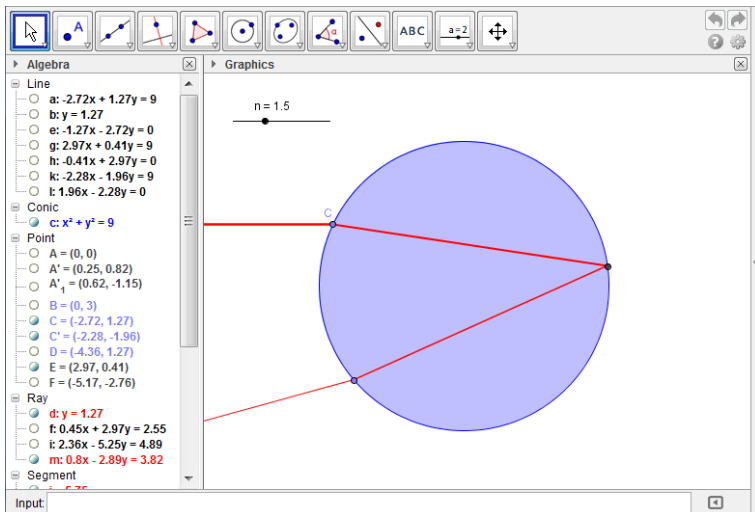 A
α
ABC
a=2
Algebra
Graphics
Line
a: -2.72x + 1.27y = 9
b: y = 1.27
e: -1.27x - 2.72y = 0
g: 2.97x + 0.41y = 9
h: -0.41x + 2.97y = 0
k: -2.28x - 1.96y = 9
l: 1.96x - 2.28y = 0
Conic
c: x² + y² = 9
Point
A = (0, 0)
A' = (0.25, 0.82)
A'₁ = (0.62, -1.15)
B = (0, 3)
C = (-2.72, 1.27)
C' = (-2.28, -1.96)
D = (-4.36, 1.27)
E = (2.97, 0.41)
F = (-5.17, -2.76)
Ray
d: y = 1.27
f: 0.45x + 2.97y = 2.55
i: 2.36x - 5.25y = 4.89
m: 0.8x - 2.89y = 3.82
Segment
n = 1.5
C
Input: